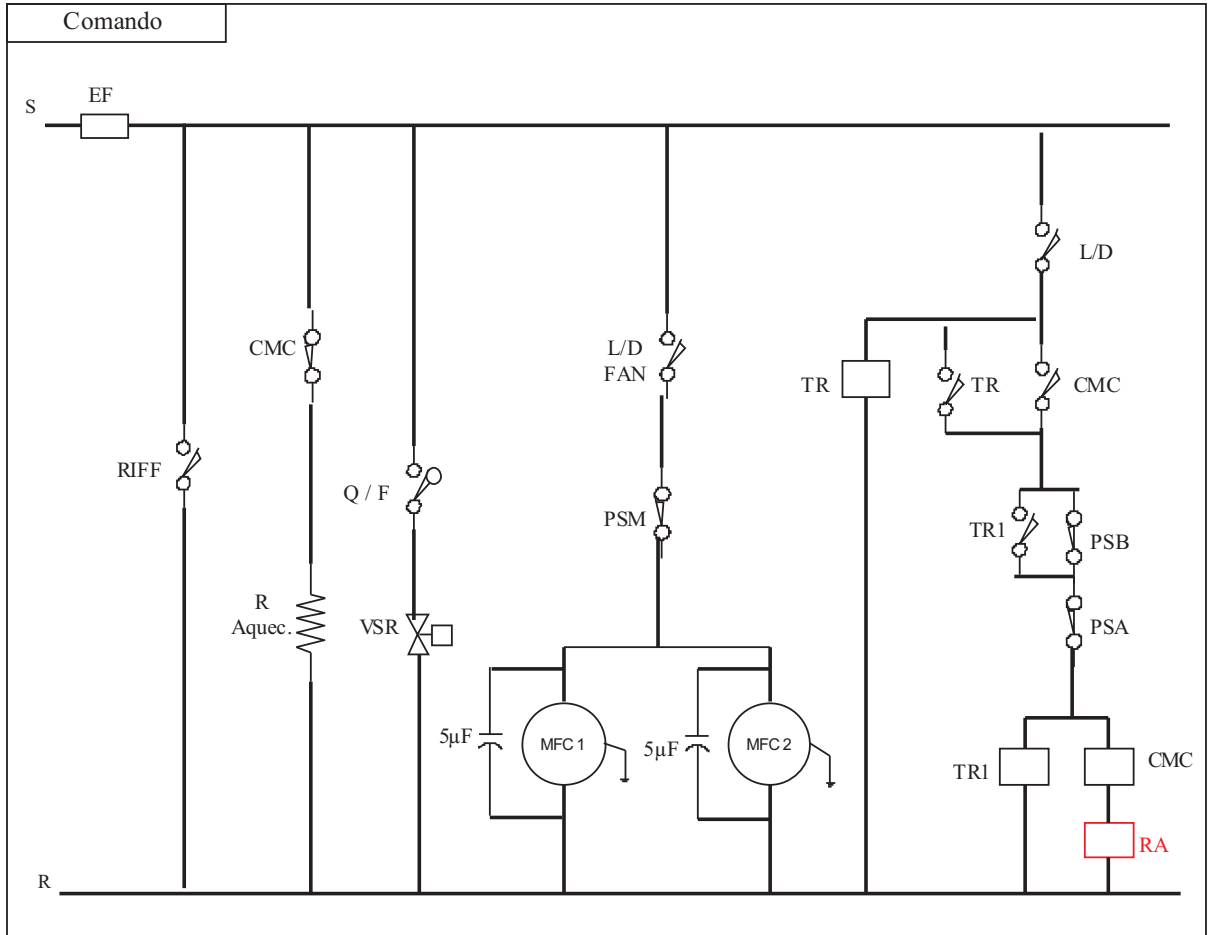 Comando
EF
S
L/D
CMC
L/D
FAN
TR
TR
CMC
RIFF
Q / F
PSM
TR1
PSB
R
Aquec.
VSR
PSA
5µF
MFC 1
5µF
MFC 2
TR1
CMC
RA
R